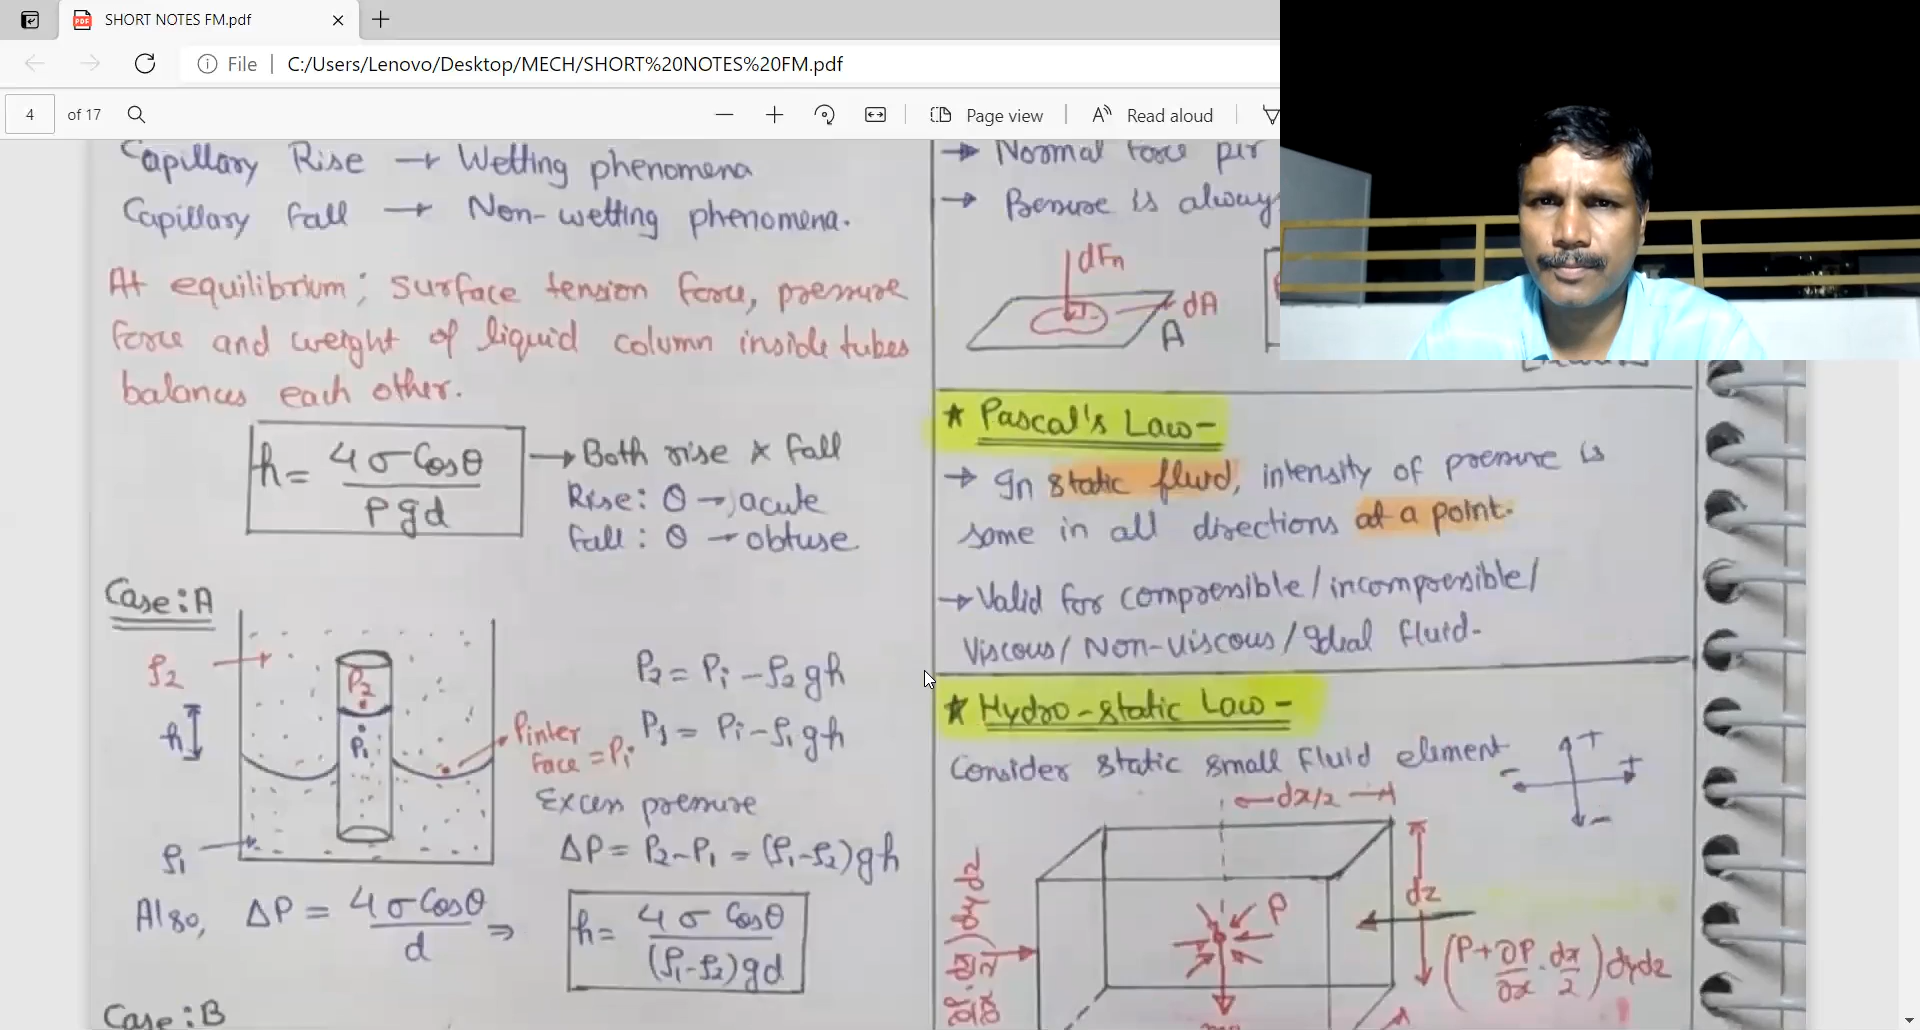 SHORT NOTES FM.pdf
File
C:/Users/Lenovo/Desktop/MECH/SHORT%20NOTES%20FM.pdf
4 of 17
Page view
Read aloud
Capillary Rise → Wetting phenomena
Capillary fall → Non-wetting phenomena.
At equilibrium; surface tension force, pressure
force and weight of liquid column inside tubes
balances each other.
h = 4σCosθ / ρgd
→ Both rise & fall
Rise: θ → acute
fall: θ → obtuse
Case: A
ρ2
h
P2
P1
ρ1
Pinter
face = Pi
P2 = Pi - ρ2gh
P1 = Pi - ρ1gh
Excess pressure
ΔP = P2 - P1 = (ρ1-ρ2)gh
Also, ΔP = 4σCosθ / d ⇒
h = 4σ Cosθ / (ρ1-ρ2)gd
Case: B
→ Normal force per
→ Pressure is always
dFn
dA
A
★ Pascal's Law-
→ In static fluid, intensity of pressure is
same in all directions at a point.
→ Valid for compressible/incompressible/
Viscous/Non-viscous/Ideal fluid.
★ Hydro-static Law-
Consider static small fluid element
+
+
-
-
dx/2
dz
P
(P + ∂P/∂x . dx/2) dydz